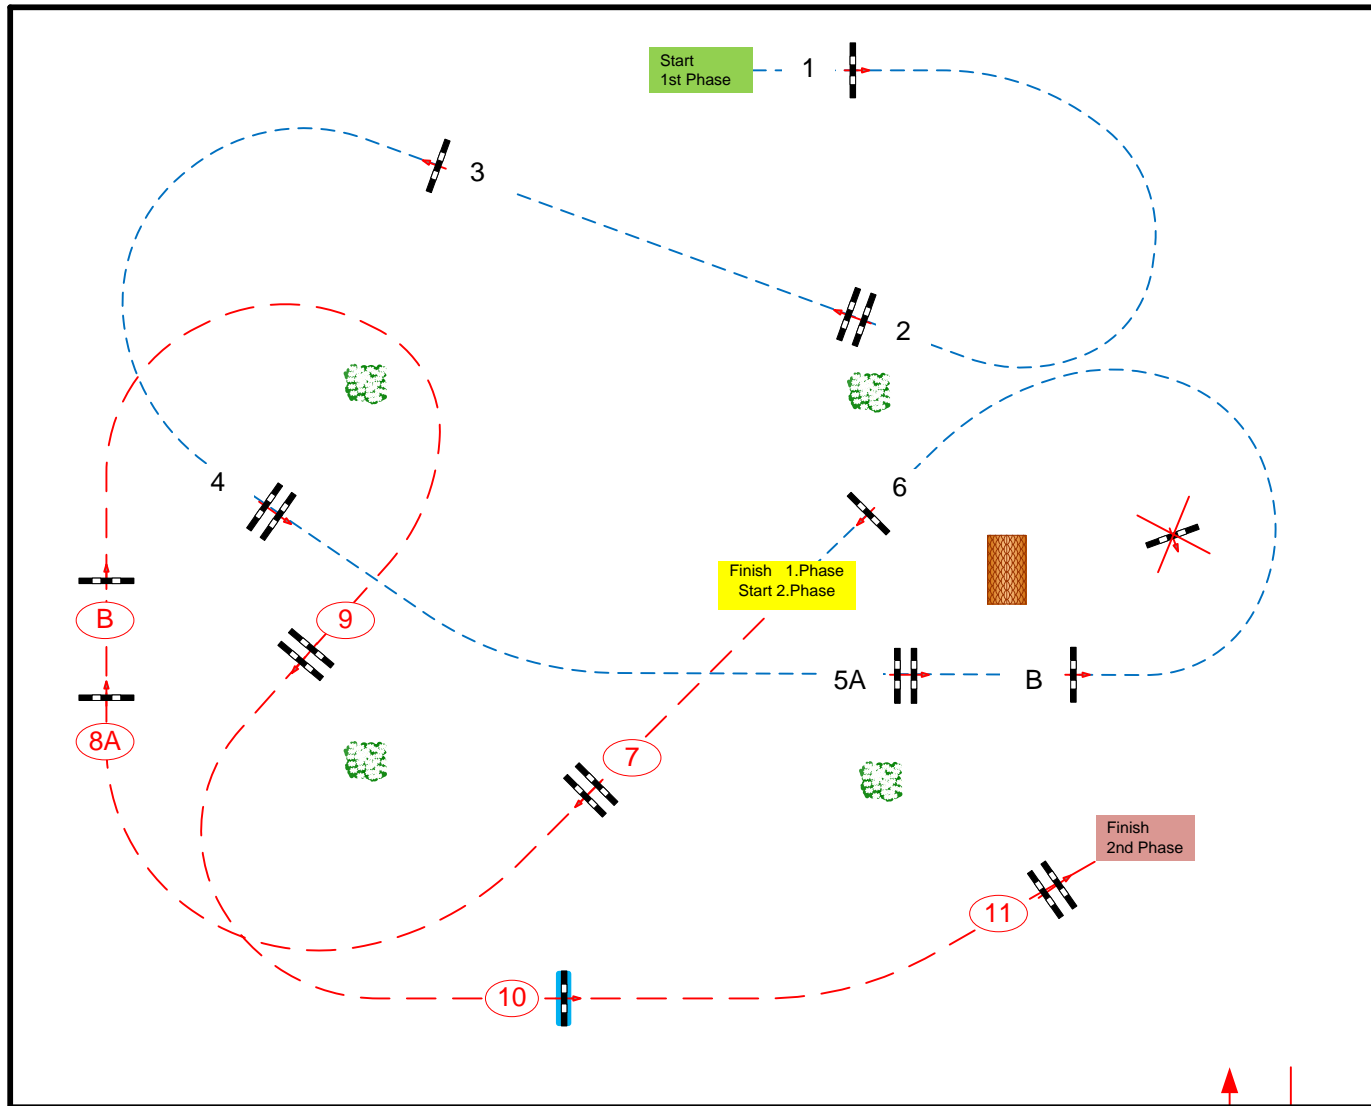 Start
1st Phase
1
3
2
4
6
Finish 1.Phase
Start 2.Phase
B
9
5A
B
8A
7
Finish
2nd Phase
11
10